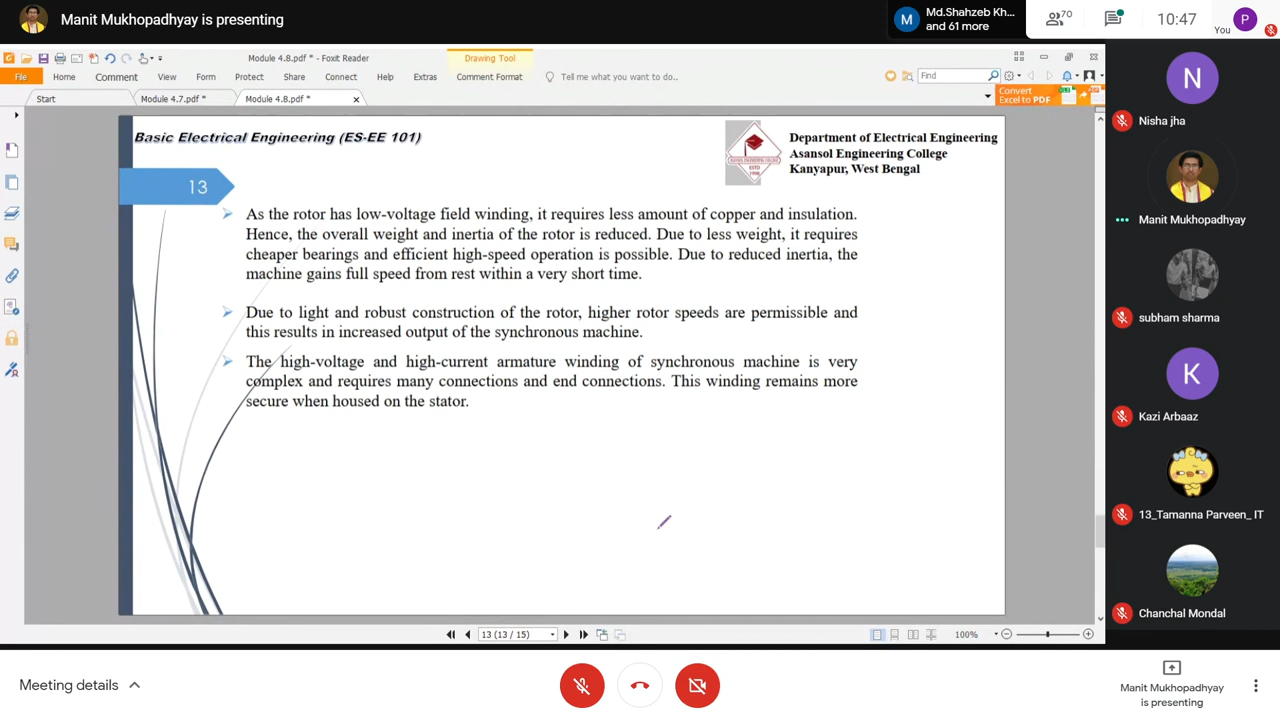 Manit Mukhopadhyay is presenting
M
Md.Shahzeb Kh...
and 61 more
70
10:47
You
P
Module 4.8.pdf * - Foxit Reader
Drawing Tool
File
Home
Comment
View
Form
Protect
Share
Connect
Help
Extras
Comment Format
Tell me what you want to do..
Find
Start
Module 4.7.pdf *
Module 4.8.pdf *
Convert
Excel to PDF
Basic Electrical Engineering (ES-EE 101)
Department of Electrical Engineering
Asansol Engineering College
Kanyapur, West Bengal
13
As the rotor has low-voltage field winding, it requires less amount of copper and insulation.
Hence, the overall weight and inertia of the rotor is reduced. Due to less weight, it requires
cheaper bearings and efficient high-speed operation is possible. Due to reduced inertia, the
machine gains full speed from rest within a very short time.
Due to light and robust construction of the rotor, higher rotor speeds are permissible and
this results in increased output of the synchronous machine.
The high-voltage and high-current armature winding of synchronous machine is very
complex and requires many connections and end connections. This winding remains more
secure when housed on the stator.
13 (13 / 15)
100%
N
Nisha jha
Manit Mukhopadhyay
subham sharma
K
Kazi Arbaaz
13_Tamanna Parveen_ IT
Chanchal Mondal
Meeting details
Manit Mukhopadhyay
is presenting